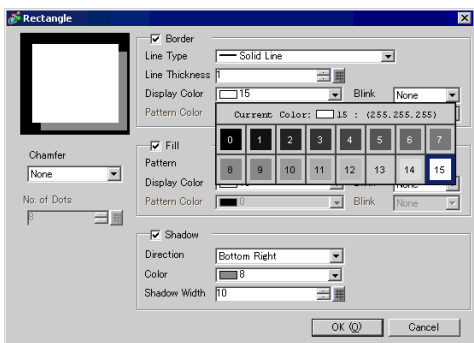 Rectangle
Border
Line Type
Solid Line
Line Thickness
1
Display Color
15
Blink
None
Pattern Color
Current Color: 15 : (255.255.255)
0 1 2 3 4 5 6 7
8 9 10 11 12 13 14 15
Fill
Pattern
Display Color
Pattern Color
0
Blink
None
Chamfer
None
No. of Dots
8
Shadow
Direction
Bottom Right
Color
8
Shadow Width
10
OK (O)
Cancel